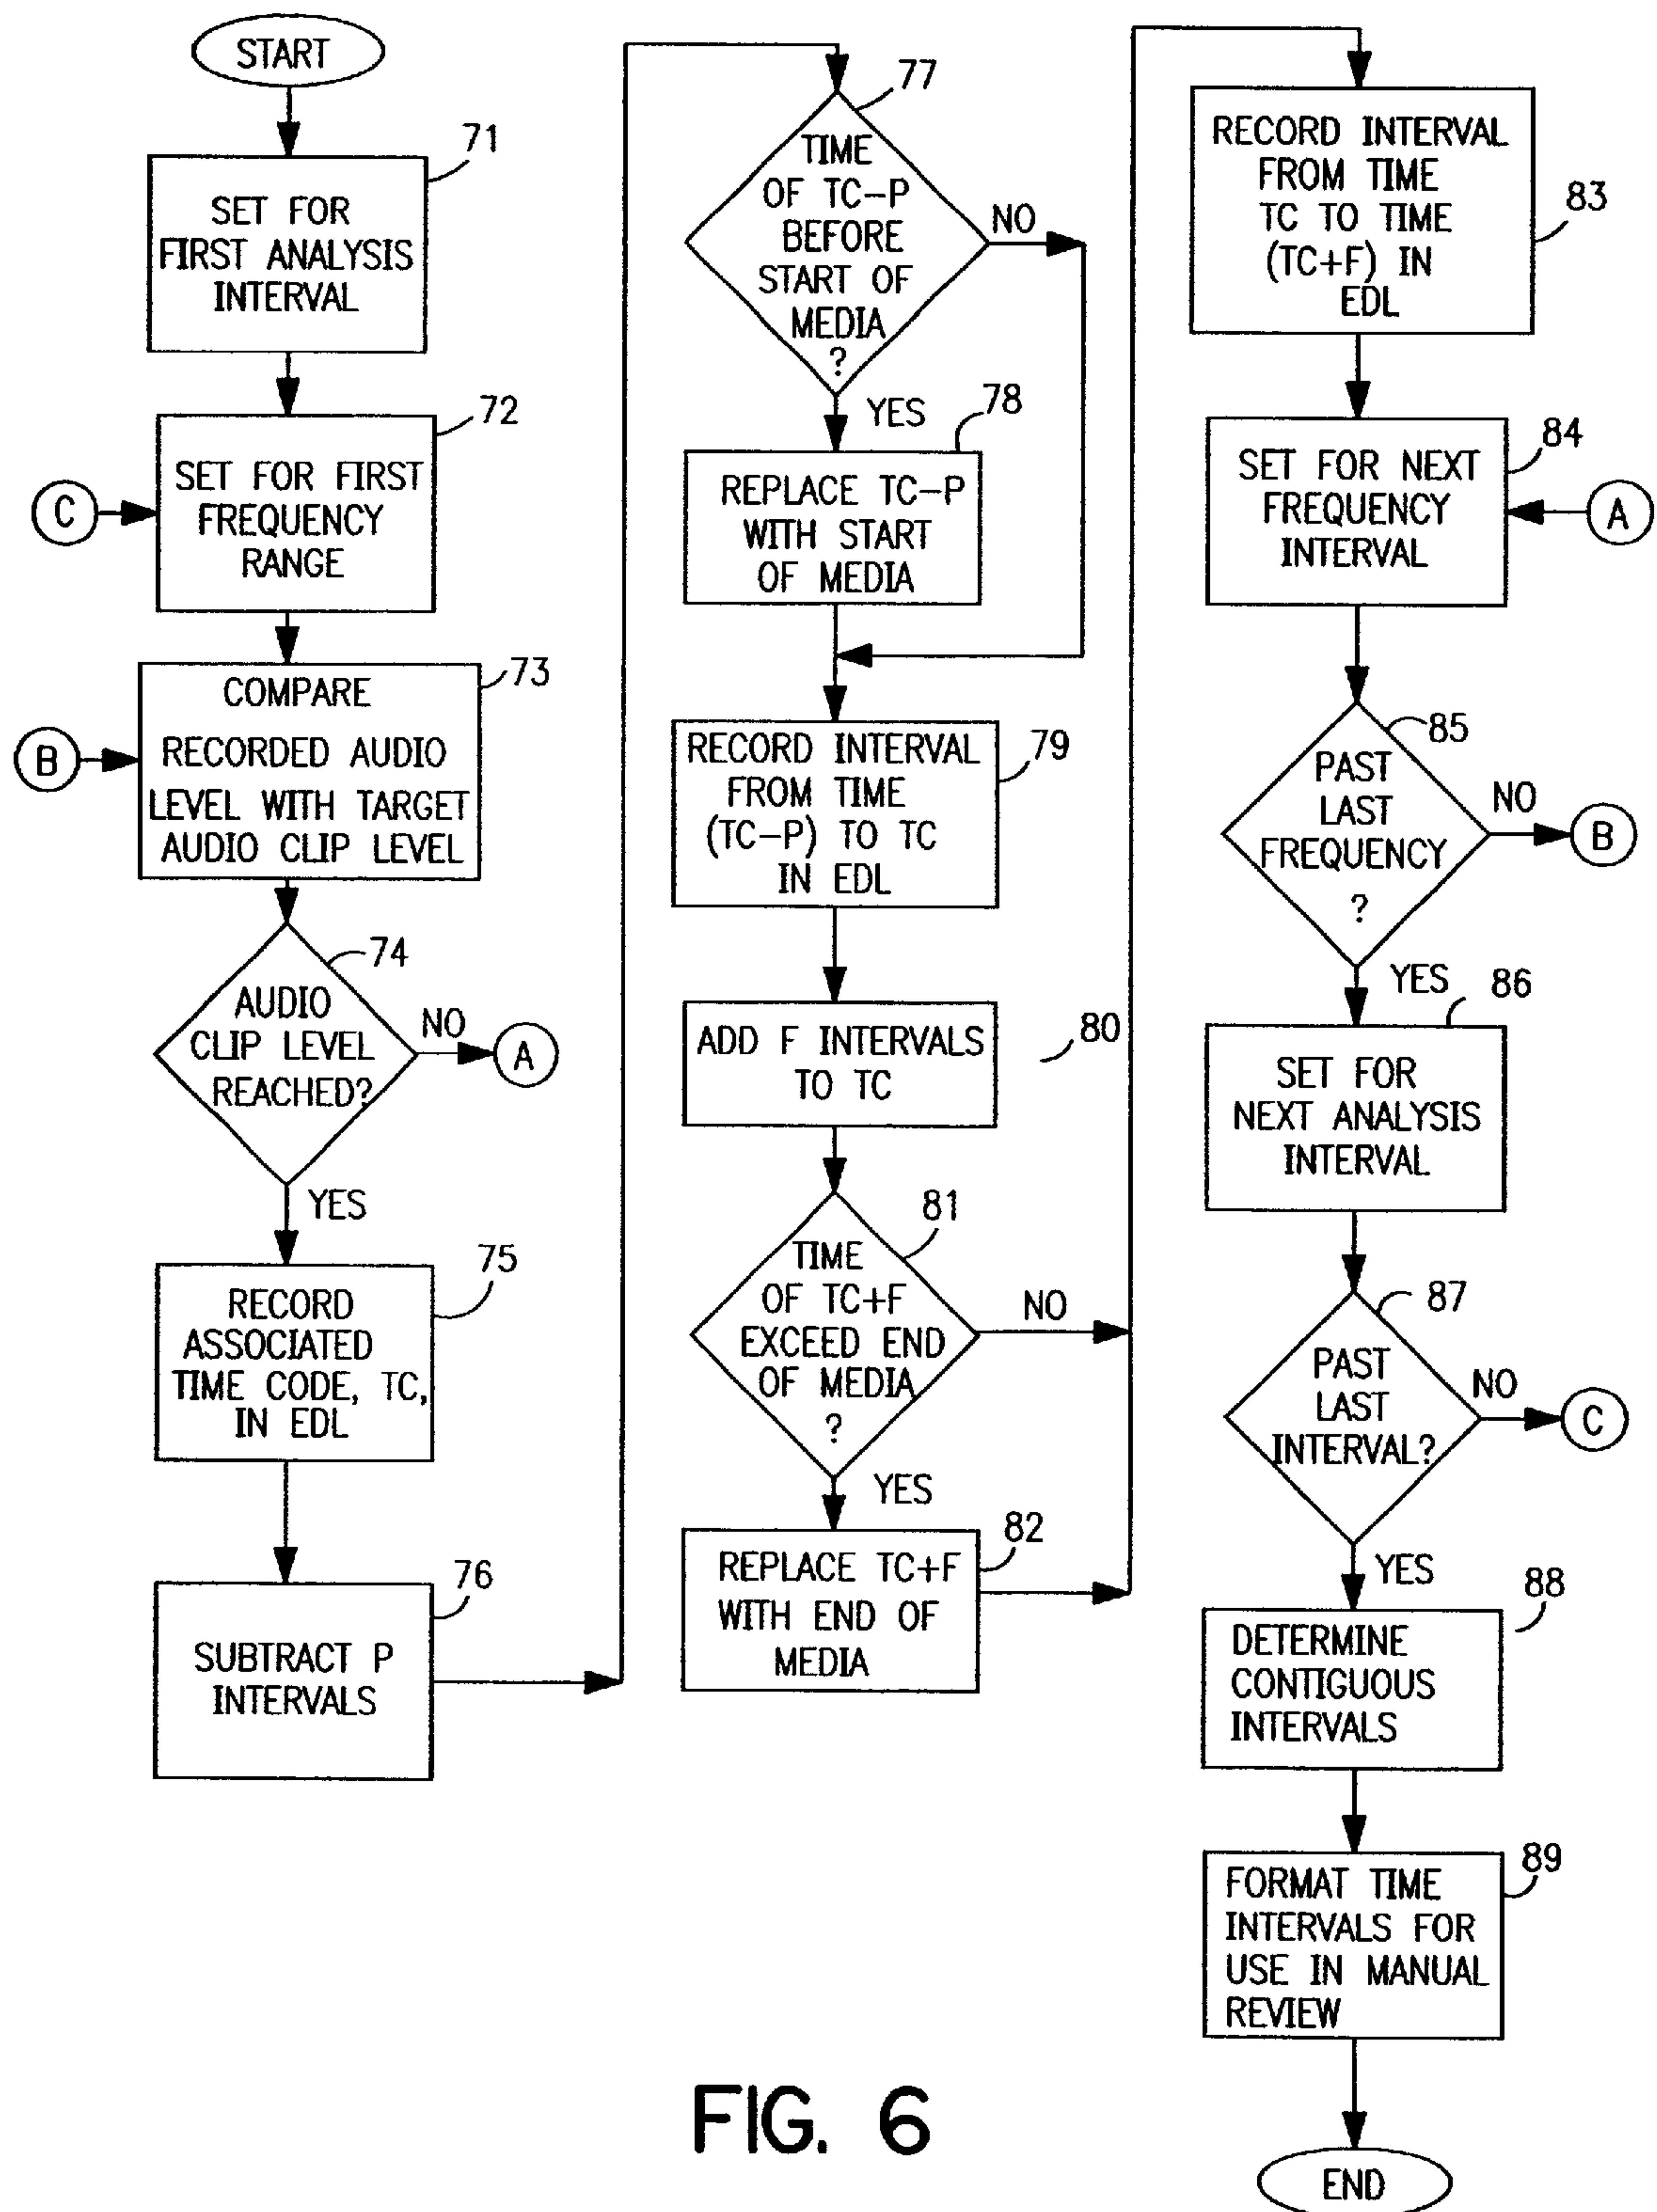 START
71
SET FOR
FIRST ANALYSIS
INTERVAL
72
C
SET FOR FIRST
FREQUENCY
RANGE
73
B
COMPARE
RECORDED AUDIO
LEVEL WITH TARGET
AUDIO CLIP LEVEL
74
AUDIO
CLIP LEVEL
REACHED?
NO
A
YES
75
RECORD
ASSOCIATED
TIME CODE, TC,
IN EDL
76
SUBTRACT P
INTERVALS
77
TIME
OF TC-P
BEFORE
START OF
MEDIA
?
NO
YES
78
REPLACE TC-P
WITH START
OF MEDIA
79
RECORD INTERVAL
FROM TIME
(TC-P) TO TC
IN EDL
80
ADD F INTERVALS
TO TC
81
TIME
OF TC+F
EXCEED END
OF MEDIA
?
NO
YES
82
REPLACE TC+F
WITH END OF
MEDIA
83
RECORD INTERVAL
FROM TIME
TC TO TIME
(TC+F) IN
EDL
84
SET FOR NEXT
FREQUENCY
INTERVAL
A
85
PAST
LAST
FREQUENCY
?
NO
B
YES
86
SET FOR
NEXT ANALYSIS
INTERVAL
87
PAST
LAST
INTERVAL?
NO
C
YES
88
DETERMINE
CONTIGUOUS
INTERVALS
89
FORMAT TIME
INTERVALS FOR
USE IN MANUAL
REVIEW
END
FIG. 6